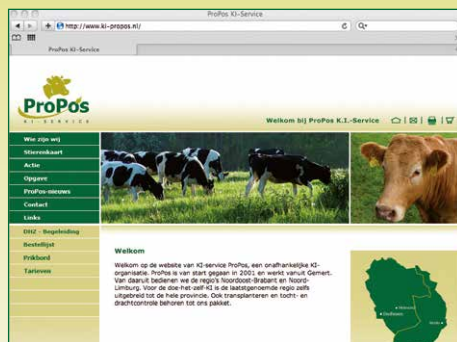 ProPos KI-Service
http://www.ki-propos.nl/
ProPos KI-Service
ProPos
KI-SERVICE
Welkom bij ProPos K.I.-Service
Wie zijn wij
Stierenkaart
Actie
Opgave
ProPos-nieuws
Contact
Links
DHZ - Begeleiding
Bestellijst
Prikbord
Tarieven
Welkom
Welkom op de website van KI-service ProPos, een onafhankelijke KI-
organisatie. ProPos is van start gegaan in 2001 en werkt vanuit Gemert.
Van daaruit bedienen we de regio's Noordoost-Brabant en Noord-
Limburg. Voor de doe-het-zelf-KI is de laatstgenoemde regio zelfs
uitgebreid tot de hele provincie. Ook transplanteren en tocht- en
drachtcontrole behoren tot ons pakket.